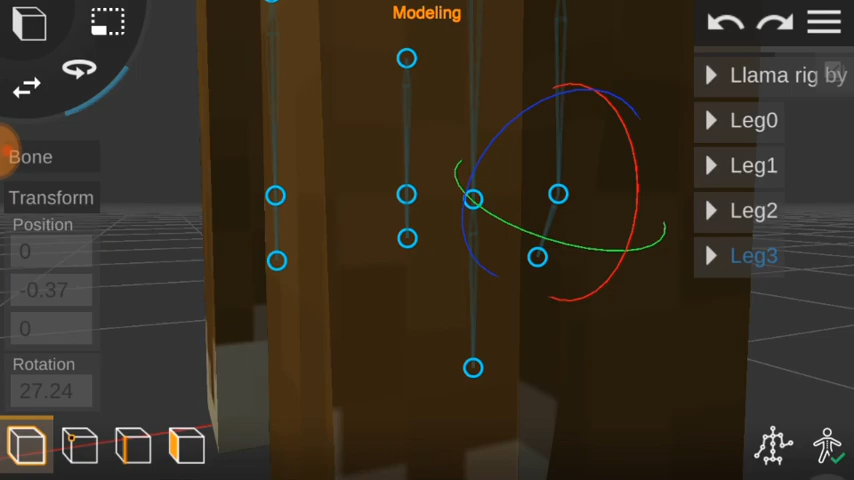 Modeling
Llama rig by
Leg0
Bone
Leg1
Transform
Position
Leg2
0
Leg3
-0.37
0
Rotation
27.24